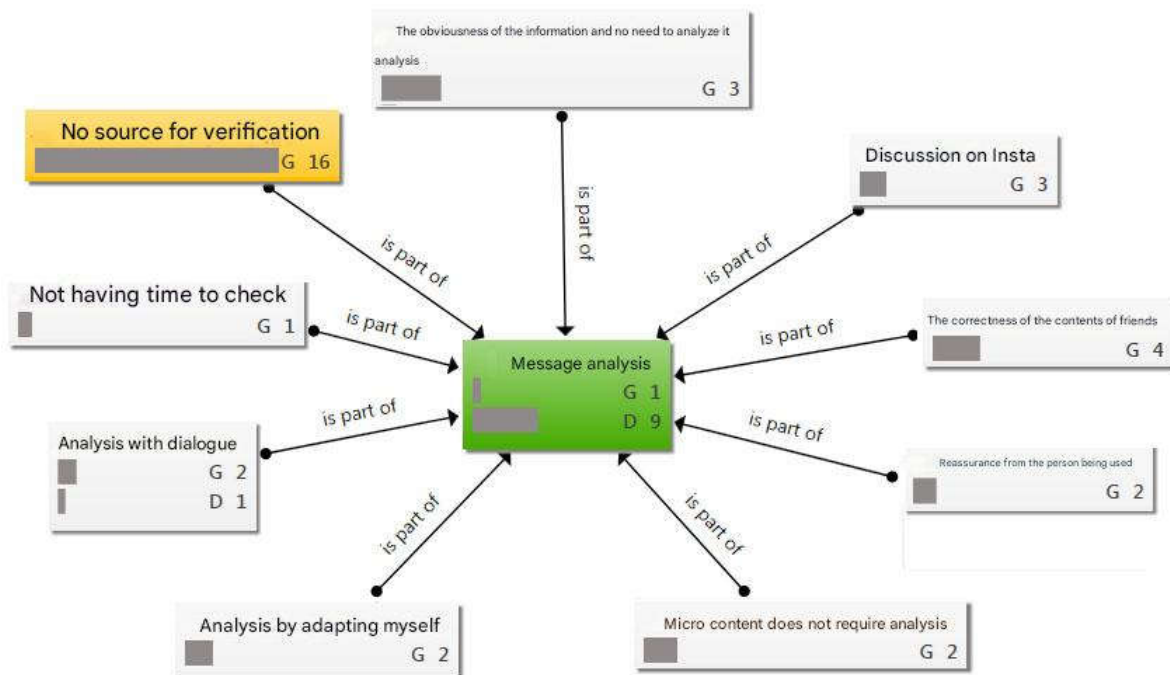 The obviousness of the information and no need to analyze it
analysis
G 3
No source for verification
G 16
Discussion on Insta
G 3
is part of
is part of
is part of
Not having time to check
G 1
is part of
The correctness of the contents of friends
G 4
is part of
Message analysis
G 1
D 9
is part of
Analysis with dialogue
G 2
D 1
is part of
Reassurance from the person being used
G 2
is part of
is part of
Analysis by adapting myself
G 2
Micro content does not require analysis
G 2